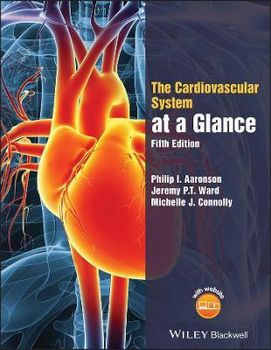 The Cardiovascular
System
at a Glance
Fifth Edition
Philip I. Aaronson
Jeremy P.T. Ward
Michelle J. Connolly
with website
WILEY Blackwell